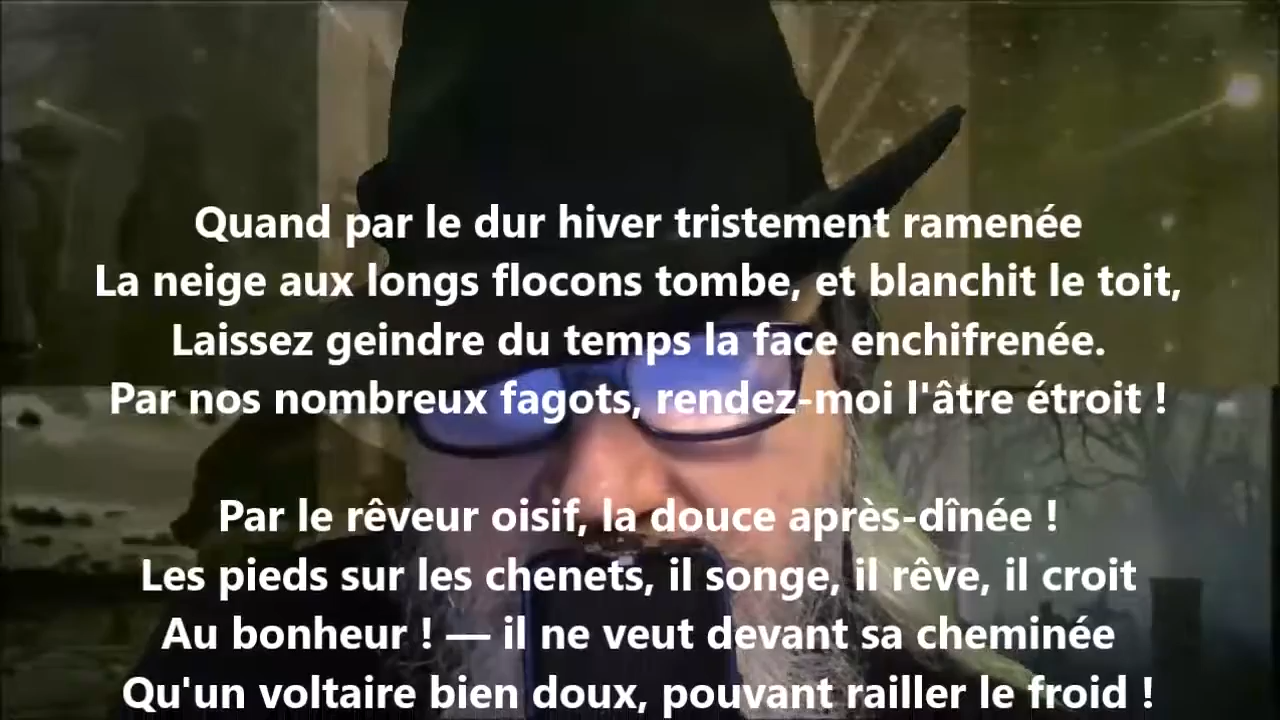 Quand par le dur hiver tristement ramenée
La neige aux longs flocons tombe, et blanchit le toit,
Laissez geindre du temps la face enchifrenée.
Par nos nombreux fagots, rendez-moi l'âtre étroit !
Par le rêveur oisif, la douce après-dînée !
Les pieds sur les chenets, il songe, il rêve, il croit
Au bonheur ! — il ne veut devant sa cheminée
Qu'un voltaire bien doux, pouvant railler le froid !